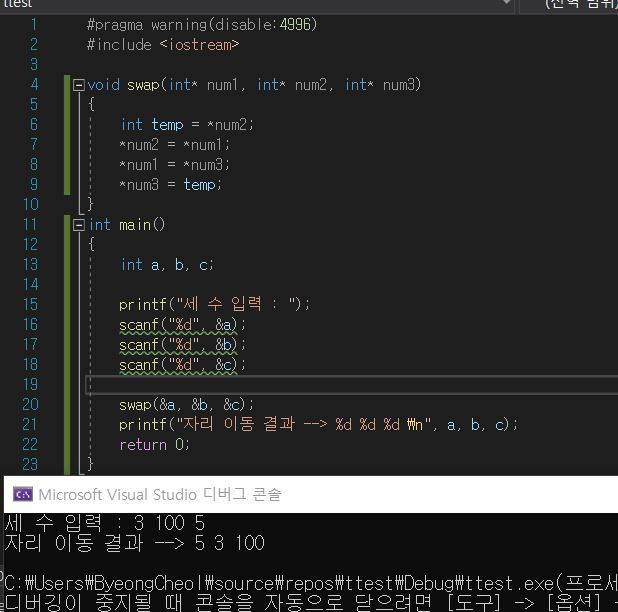 ttest
(전역 범위)
1 #pragma warning(disable:4996)
2 #include <iostream>
3
4 void swap(int* num1, int* num2, int* num3)
5 {
6 int temp = *num2;
7 *num2 = *num1;
8 *num1 = *num3;
9 *num3 = temp;
10 }
11 int main()
12 {
13 int a, b, c;
14
15 printf("세 수 입력 : ");
16 scanf("%d", &a);
17 scanf("%d", &b);
18 scanf("%d", &c);
19
20 swap(&a, &b, &c);
21 printf("자리 이동 결과 --> %d %d %d ₩n", a, b, c);
22 return 0;
23 }
Microsoft Visual Studio 디버그 콘솔
세 수 입력 : 3 100 5
자리 이동 결과 --> 5 3 100
C:₩Users₩ByeongCheol₩source₩repos₩ttest₩Debug₩ttest.exe(프로세
디버깅이 중지될 때 콘솔을 자동으로 닫으려면 [도구] -> [옵션] -